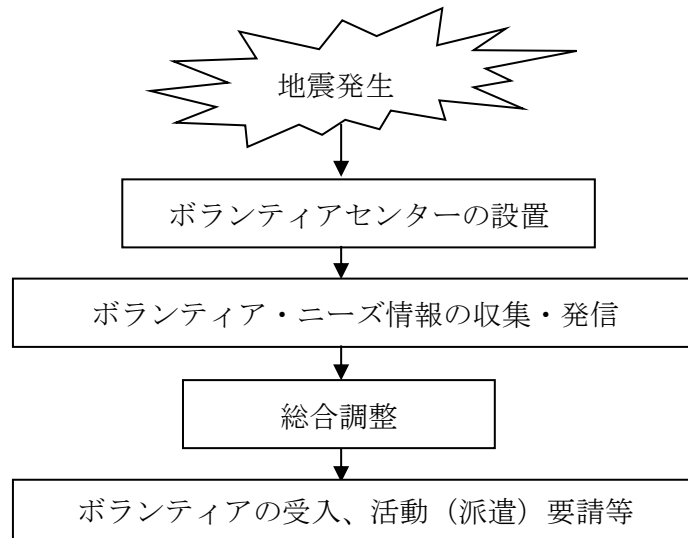 地震発生
ボランティアセンターの設置
ボランティア・ニーズ情報の収集・発信
総合調整
ボランティアの受入、活動（派遣）要請等